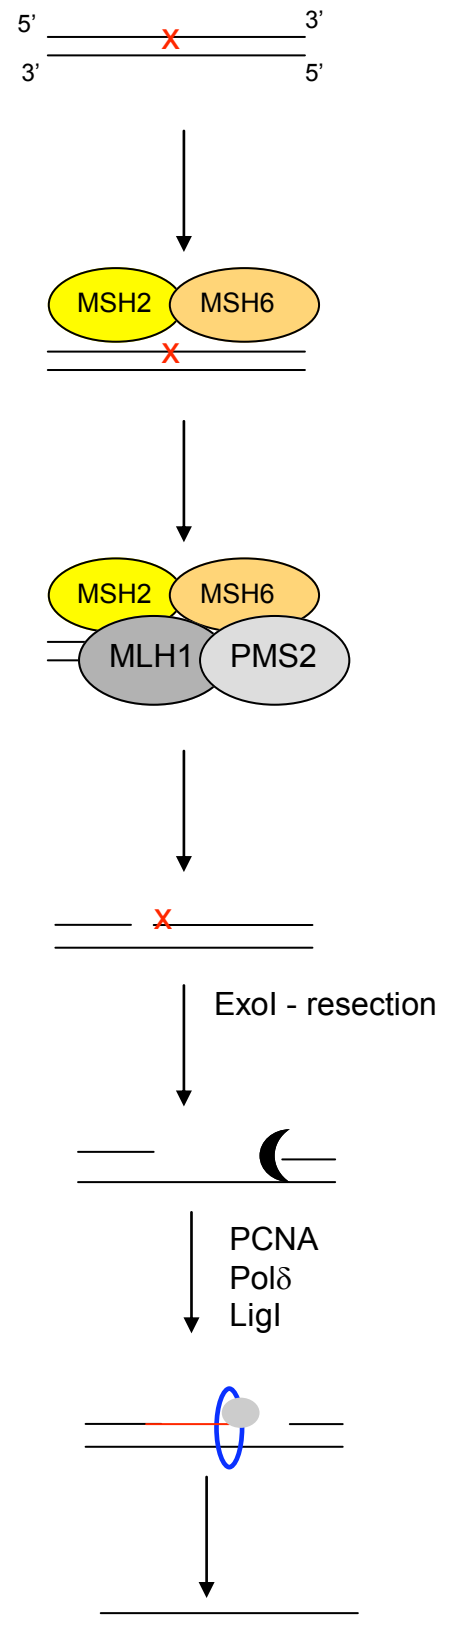 5’ 3’
3’ 5’
X
MSH2 MSH6
X
MSH2 MSH6
MLH1 PMS2
X
ExoI - resection
PCNA
Polδ
LigI